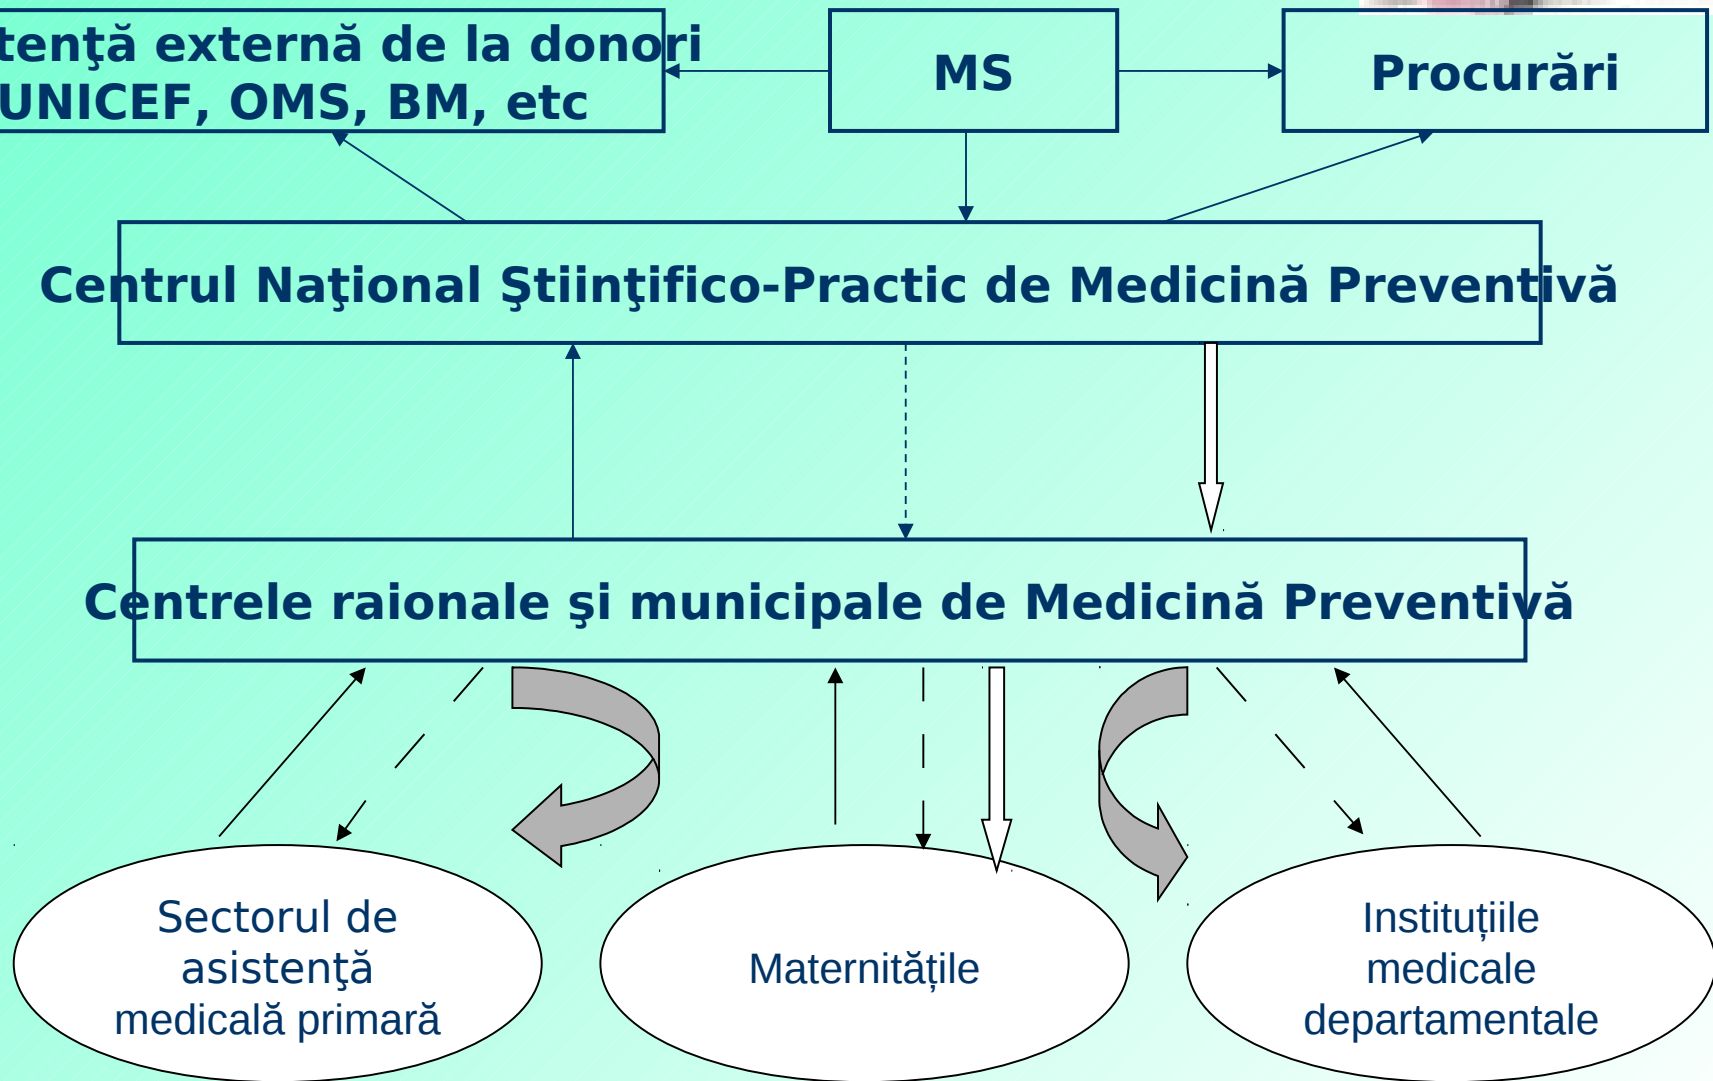 tenţă externă de la donori
UNICEF, OMS, BM, etc
MS
Procurări
Centrul Naţional Ştiinţifico-Practic de Medicină Preventivă
Centrele raionale şi municipale de Medicină Preventivă
Sectorul de
asistenţă
medicală primară
Maternitățile
Instituțiile
medicale
departamentale